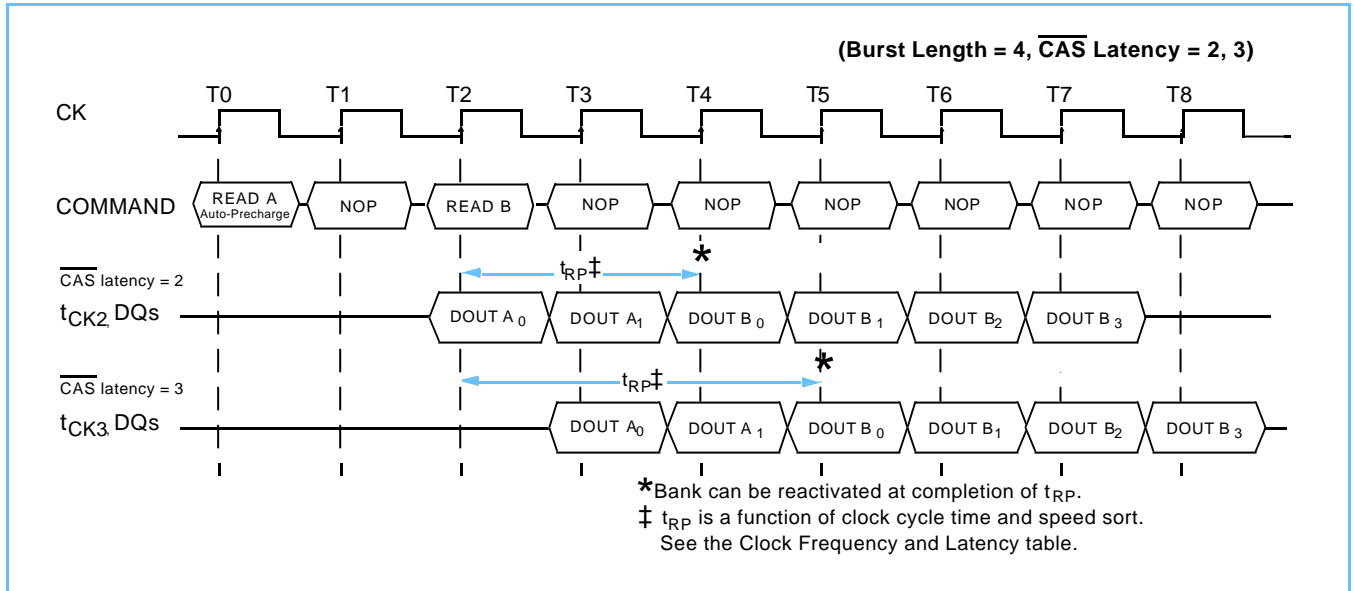 (Burst Length = 4, CAS Latency = 2, 3)
T0 T1 T2 T3 T4 T5 T6 T7 T8
CK
COMMAND READ A Auto-Precharge NOP READ B NOP NOP NOP NOP NOP NOP
*
tRP‡
CAS latency = 2
tCK2, DQs DOUT A0 DOUT A1 DOUT B0 DOUT B1 DOUT B2 DOUT B3
*
tRP‡
CAS latency = 3
tCK3, DQs DOUT A0 DOUT A1 DOUT B0 DOUT B1 DOUT B2 DOUT B3
*Bank can be reactivated at completion of tRP.
‡ tRP is a function of clock cycle time and speed sort.
See the Clock Frequency and Latency table.